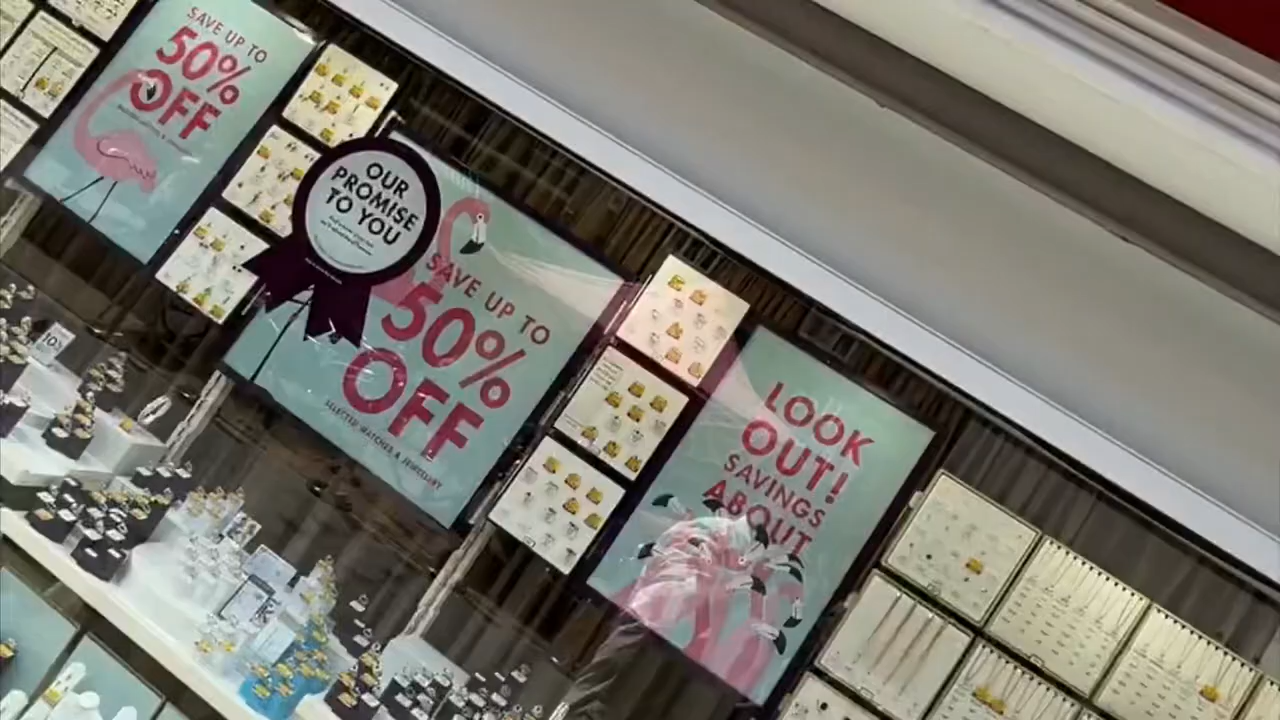 SAVE UP TO
50%
OFF
OUR
PROMISE
TO YOU
SAVE UP TO
50%
OFF
SELECTED WATCHES & JEWELLERY
LOOK
OUT!
SAVINGS
ABOUT
10